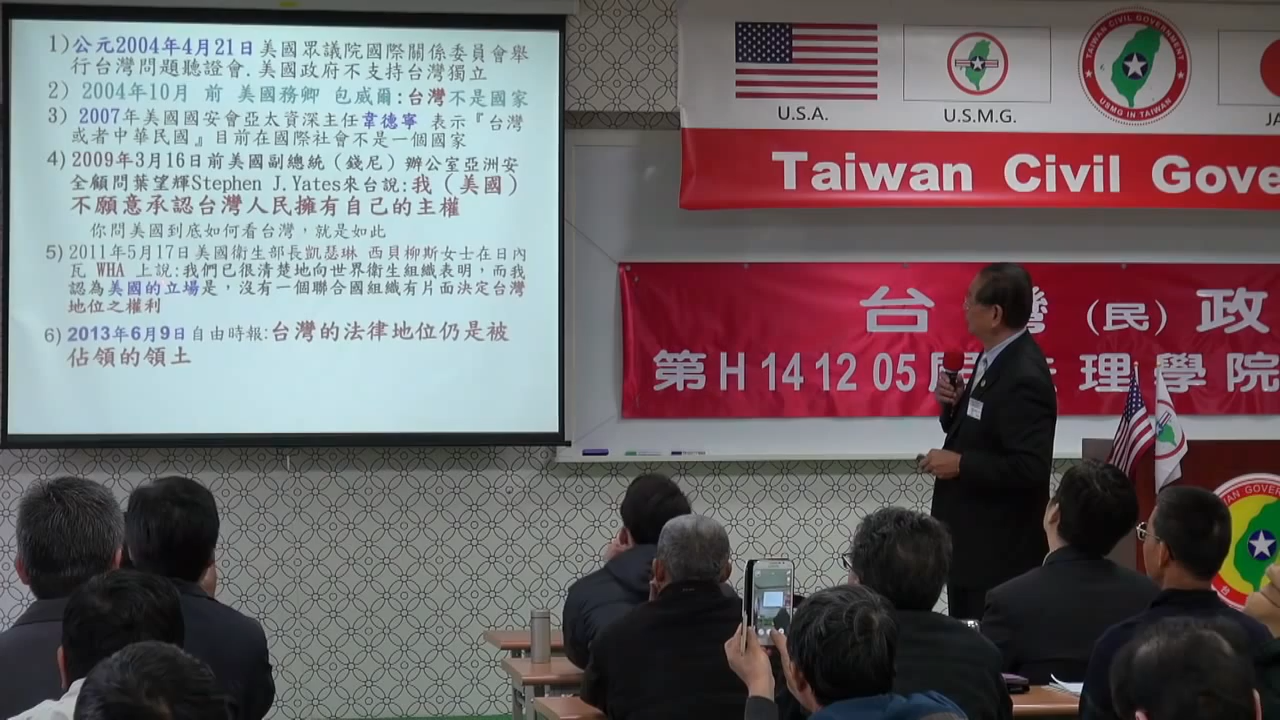 1)公元2004年4月21日美國眾議院國際關係委員會舉
行台灣問題聽證會.美國政府不支持台灣獨立
2) 2004年10月 前 美國務卿 包威爾:台灣不是國家
3) 2007年美國國安會亞太資深主任韋德寧 表示『台灣
或者中華民國』目前在國際社會不是一個國家
4) 2009年3月16日前美國副總統(錢尼)辦公室亞洲安
全顧問葉望輝Stephen J.Yates來台說:我(美國)
不願意承認台灣人民擁有自己的主權
你問美國到底如何看台灣,就是如此
5) 2011年5月17日美國衛生部長凱瑟琳 西貝柳斯女士在日內
瓦 WHA 上說:我們已很清楚地向世界衛生組織表明,而我
認為美國的立場是,沒有一個聯合國組織有片面決定台灣
地位之權利
6) 2013年6月9日自由時報:台灣的法律地位仍是被
佔領的領土
U.S.A.
U.S.M.G.
TAIWAN CIVIL GOVERNMENT
USMG IN TAIWAN
JA
Taiwan Civil Gove
台 灣 (民) 政
第H 14 12 05 理學院